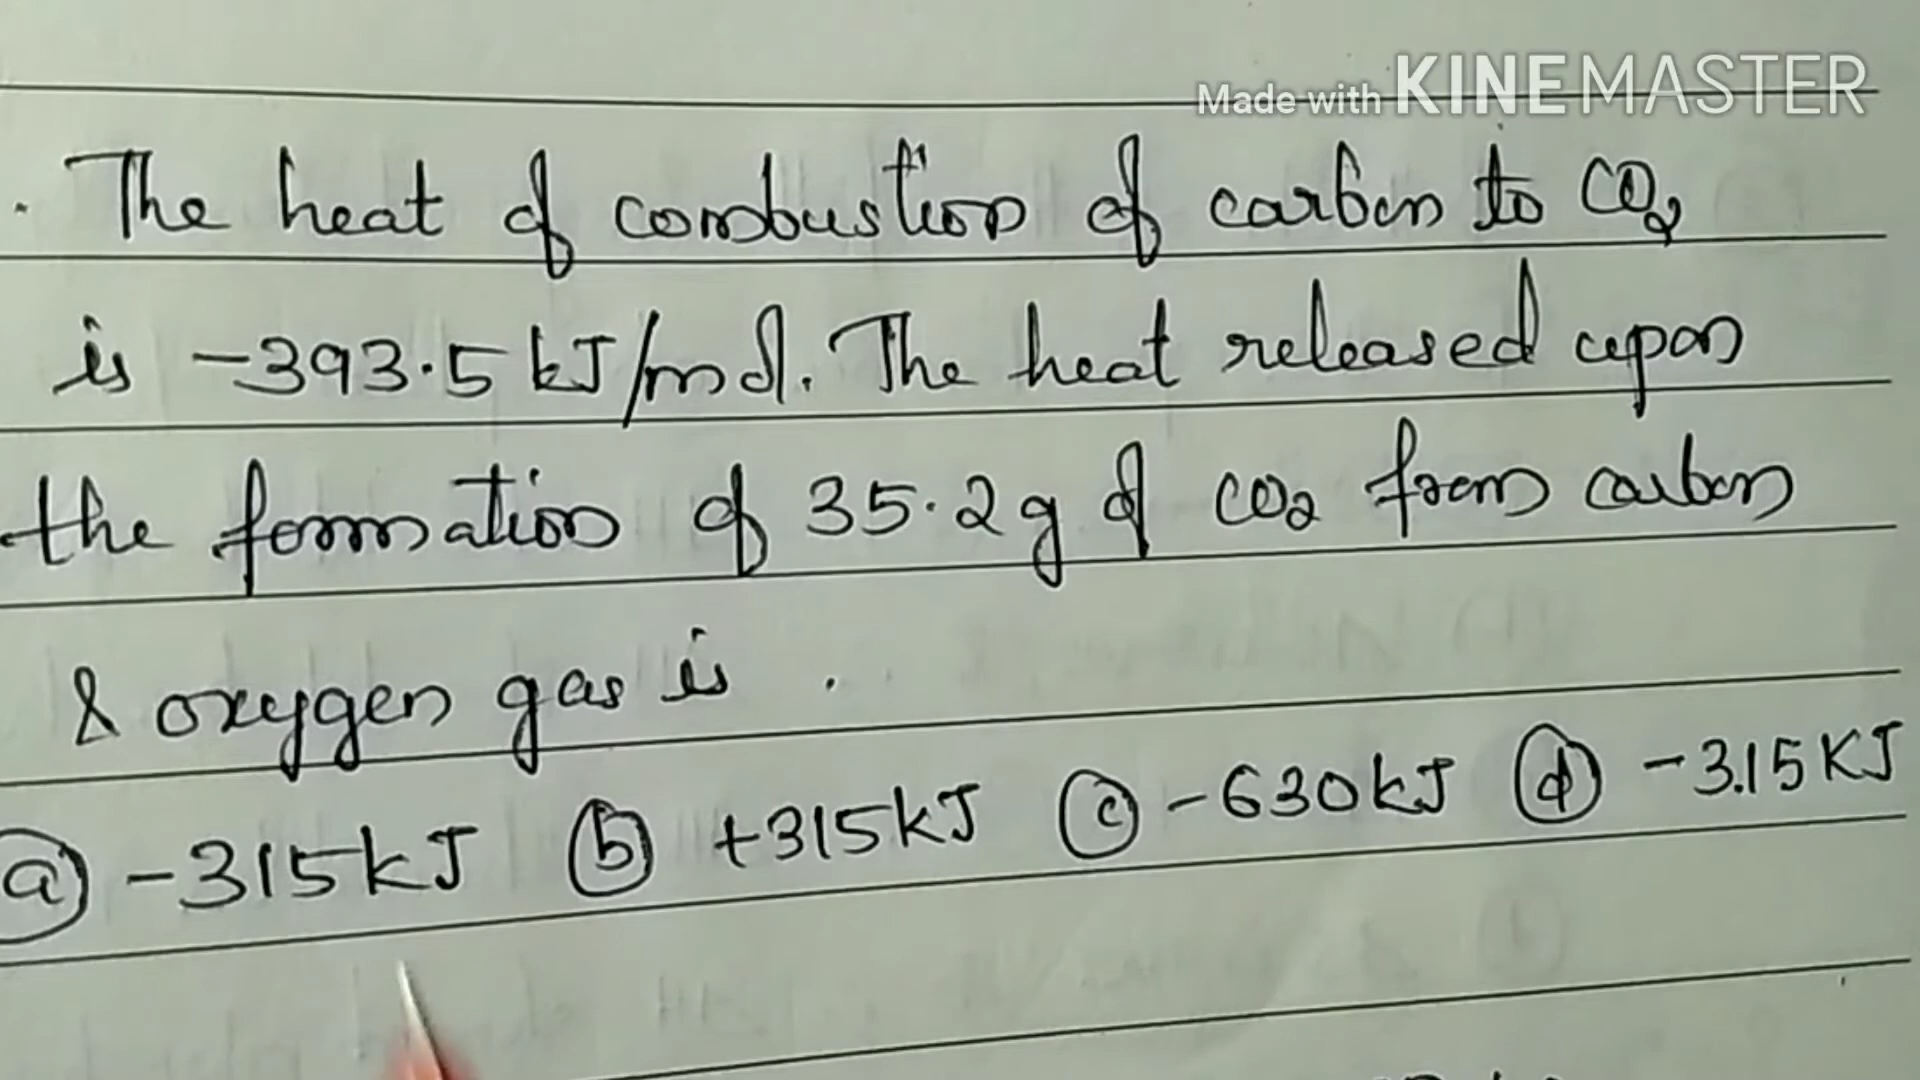 Made with KINEMASTER
. The heat of combustion of carbon to CO2
is -393.5 kJ/mol. The heat released upon
the formation of 35.2g of CO2 from carbon
& oxygen gas is .
(a) -315kJ (b) +315kJ (c) -630kJ (d) -3.15KJ